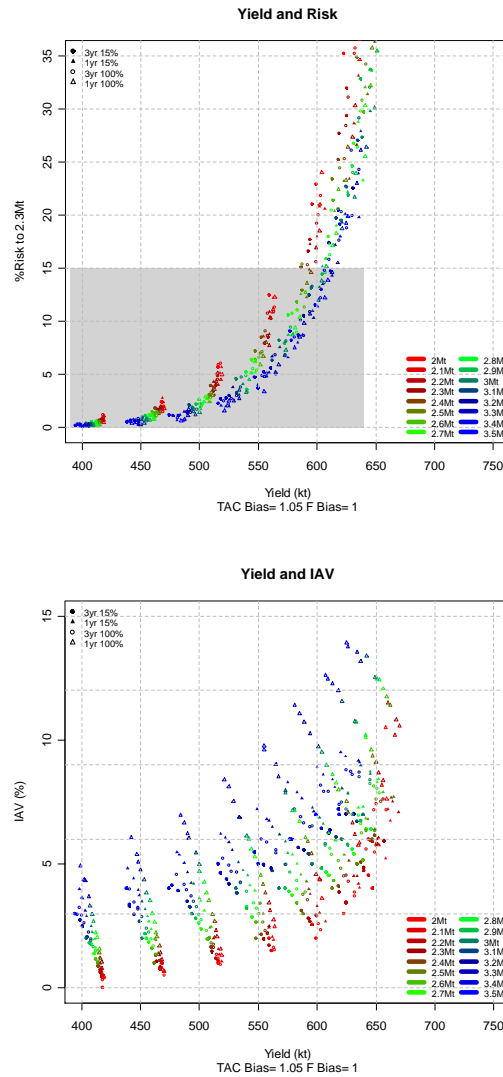 Yield and Risk
3yr 15%
1yr 15%
3yr 100%
1yr 100%
35
30
25
20
15
10
5
0
%Risk to 2.3Mt
2Mt 2.8M
2.1Mt 2.9M
2.2Mt 3Mt
2.3Mt 3.1M
2.4Mt 3.2M
2.5Mt 3.3M
2.6Mt 3.4M
2.7Mt 3.5M
400 450 500 550 600 650 700 750
Yield (kt)
TAC Bias= 1.05 F Bias= 1
Yield and IAV
3yr 15%
1yr 15%
3yr 100%
1yr 100%
15
10
5
0
IAV (%)
2Mt 2.8M
2.1Mt 2.9M
2.2Mt 3Mt
2.3Mt 3.1M
2.4Mt 3.2M
2.5Mt 3.3M
2.6Mt 3.4M
2.7Mt 3.5M
400 450 500 550 600 650 700 750
Yield (kt)
TAC Bias= 1.05 F Bias= 1